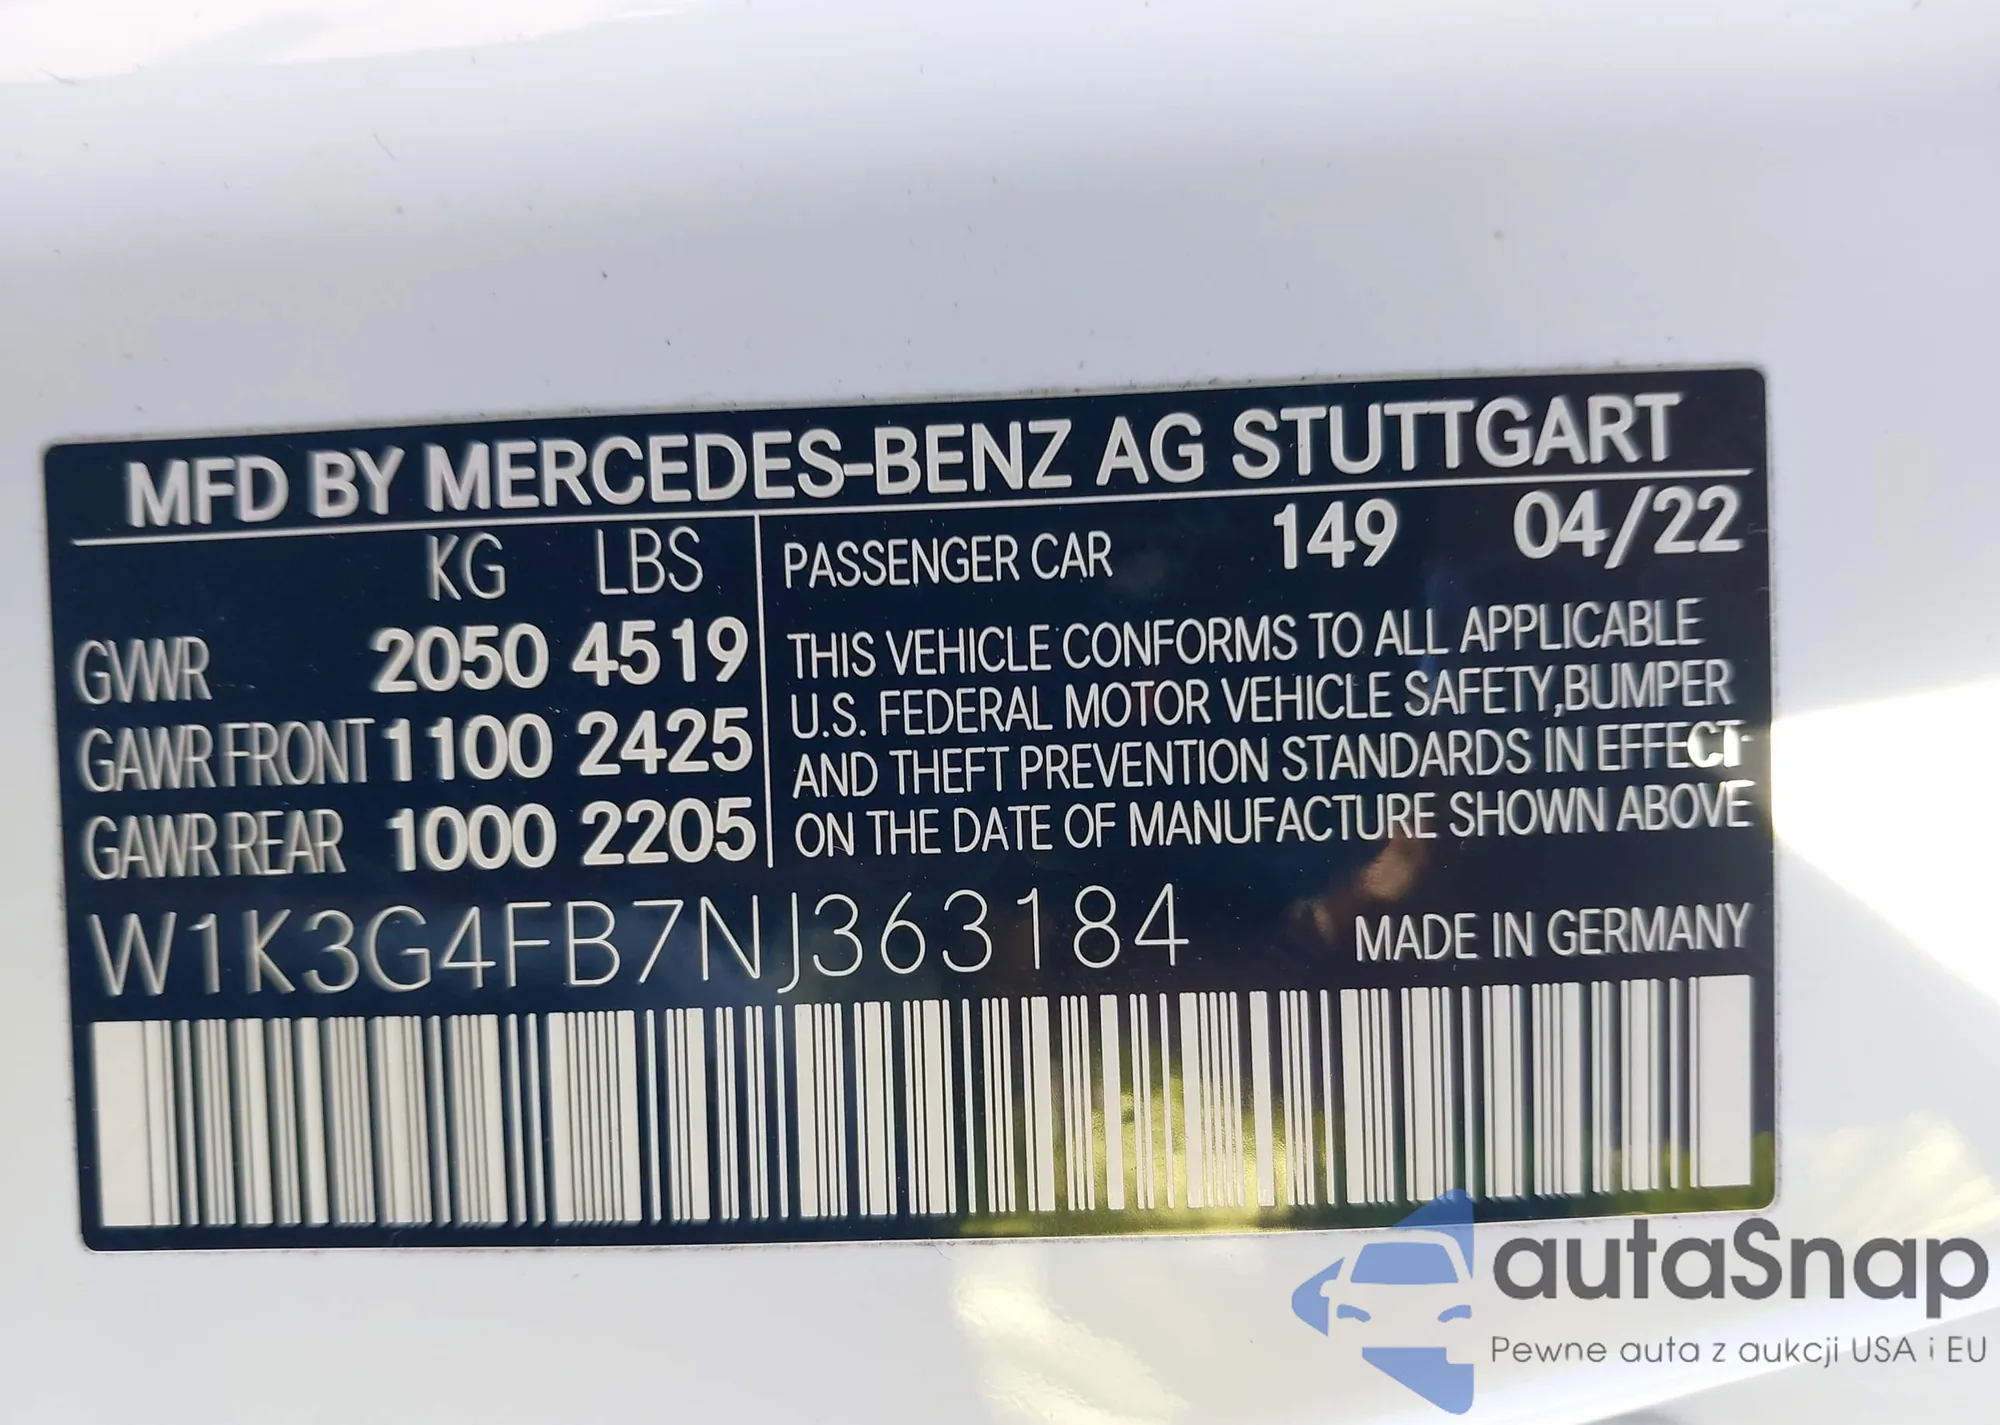 MFD BY MERCEDES-BENZ AG STUTTGART
KG LBS
GVWR 2050 4519
GAWR FRONT 1100 2425
GAWR REAR 1000 2205
PASSENGER CAR 149 04/22
THIS VEHICLE CONFORMS TO ALL APPLICABLE
U.S. FEDERAL MOTOR VEHICLE SAFETY,BUMPER
AND THEFT PREVENTION STANDARDS IN EFFECT
ON THE DATE OF MANUFACTURE SHOWN ABOVE
W1K3G4FB7NJ363184
MADE IN GERMANY
autaSnap
Pewne auta z aukcji USA i EU